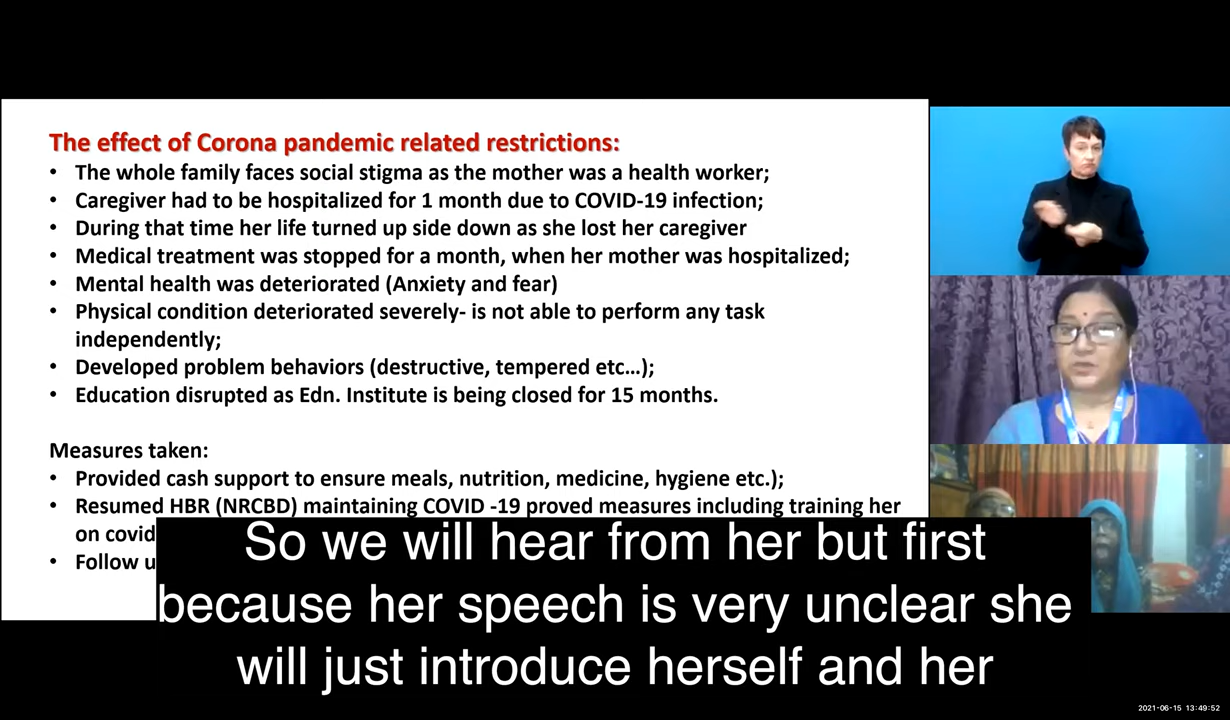 The effect of Corona pandemic related restrictions:
• The whole family faces social stigma as the mother was a health worker;
• Caregiver had to be hospitalized for 1 month due to COVID-19 infection;
• During that time her life turned up side down as she lost her caregiver
• Medical treatment was stopped for a month, when her mother was hospitalized;
• Mental health was deteriorated (Anxiety and fear)
• Physical condition deteriorated severely- is not able to perform any task
independently;
• Developed problem behaviors (destructive, tempered etc...);
• Education disrupted as Edn. Institute is being closed for 15 months.
Measures taken:
• Provided cash support to ensure meals, nutrition, medicine, hygiene etc.);
• Resumed HBR (NRCBD) maintaining COVID -19 proved measures including training her
on covid
• Follow u
So we will hear from her but first
because her speech is very unclear she
will just introduce herself and her
2021-06-15 13:49:52